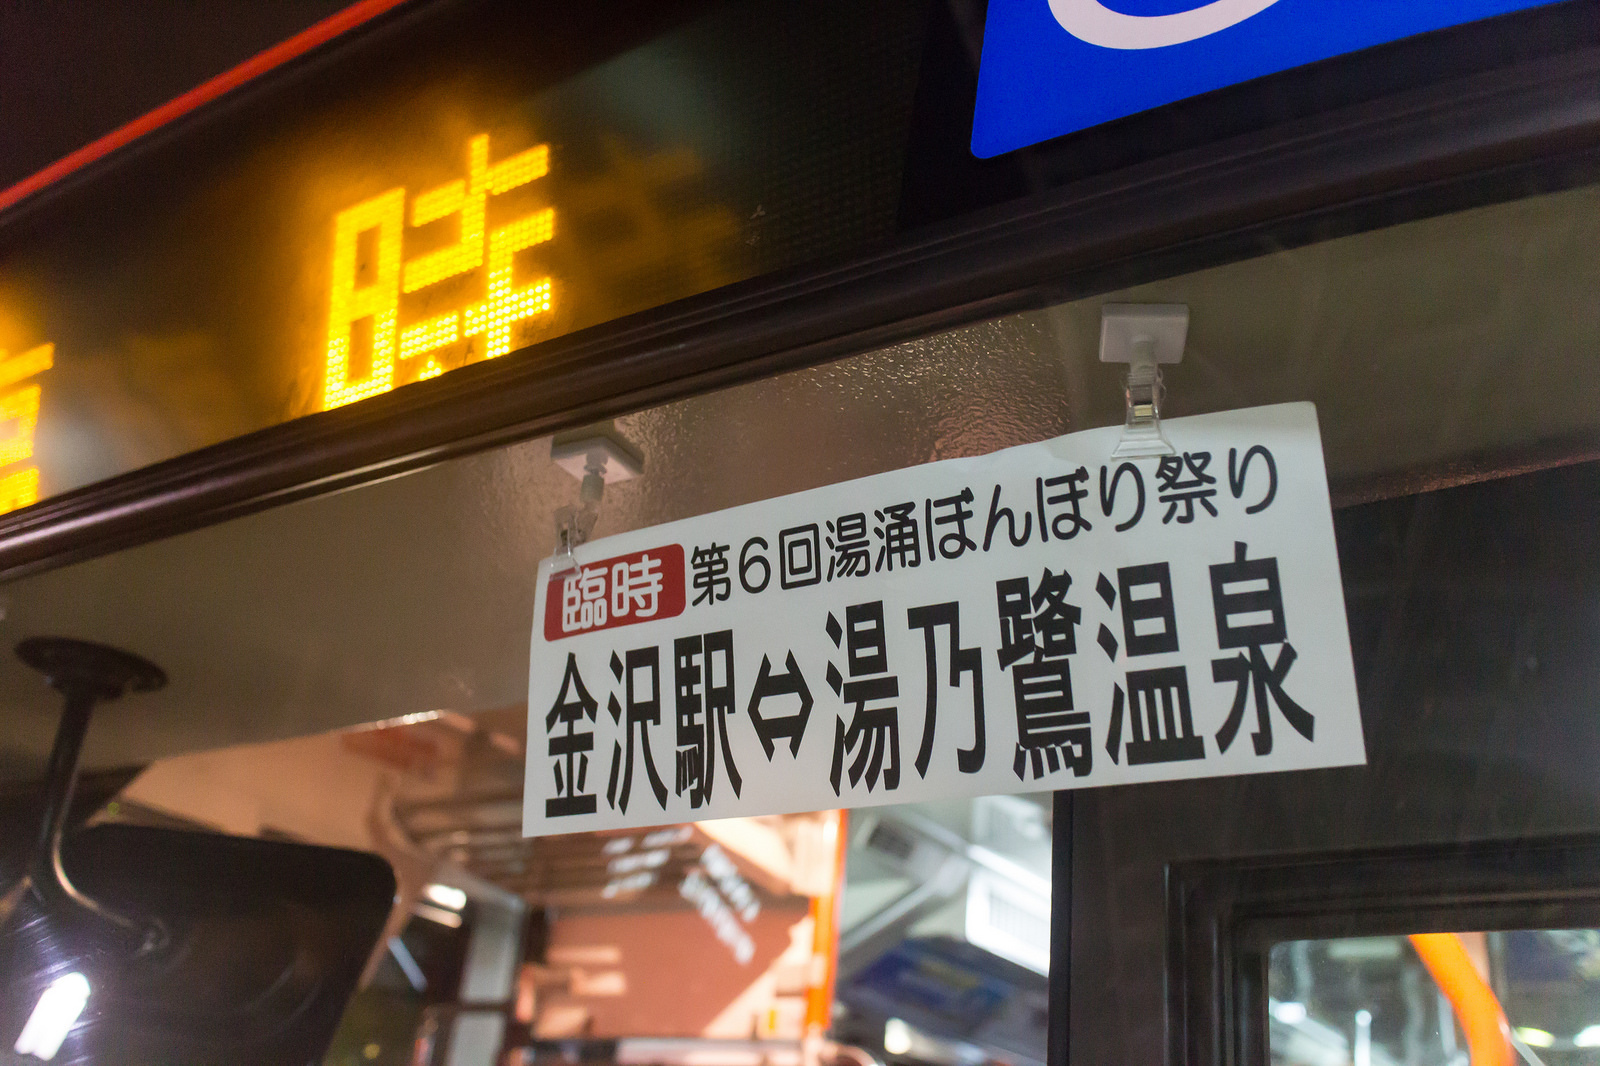 時
臨時 第6回湯涌ぼんぼり祭り
金沢駅⇔湯乃鷺温泉